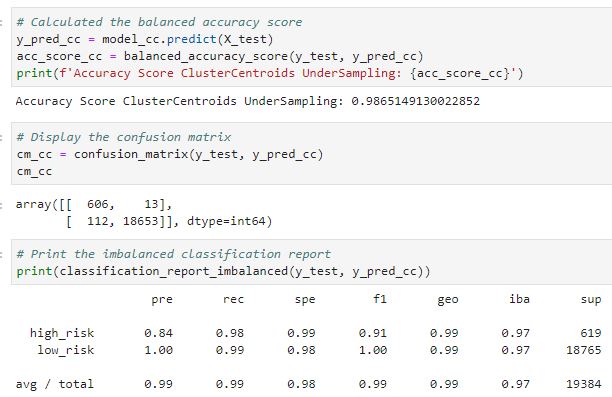 # Calculated the balanced accuracy score
y_pred_cc = model_cc.predict(X_test)
acc_score_cc = balanced_accuracy_score(y_test, y_pred_cc)
print(f'Accuracy Score ClusterCentroids UnderSampling: {acc_score_cc}')
Accuracy Score ClusterCentroids UnderSampling: 0.9865149130022852
# Display the confusion matrix
cm_cc = confusion_matrix(y_test, y_pred_cc)
cm_cc
array([[ 606, 13],
[ 112, 18653]], dtype=int64)
# Print the imbalanced classification report
print(classification_report_imbalanced(y_test, y_pred_cc))
pre rec spe f1 geo iba sup
high_risk 0.84 0.98 0.99 0.91 0.99 0.97 619
low_risk 1.00 0.99 0.98 1.00 0.99 0.97 18765
avg / total 0.99 0.99 0.98 0.99 0.99 0.97 19384